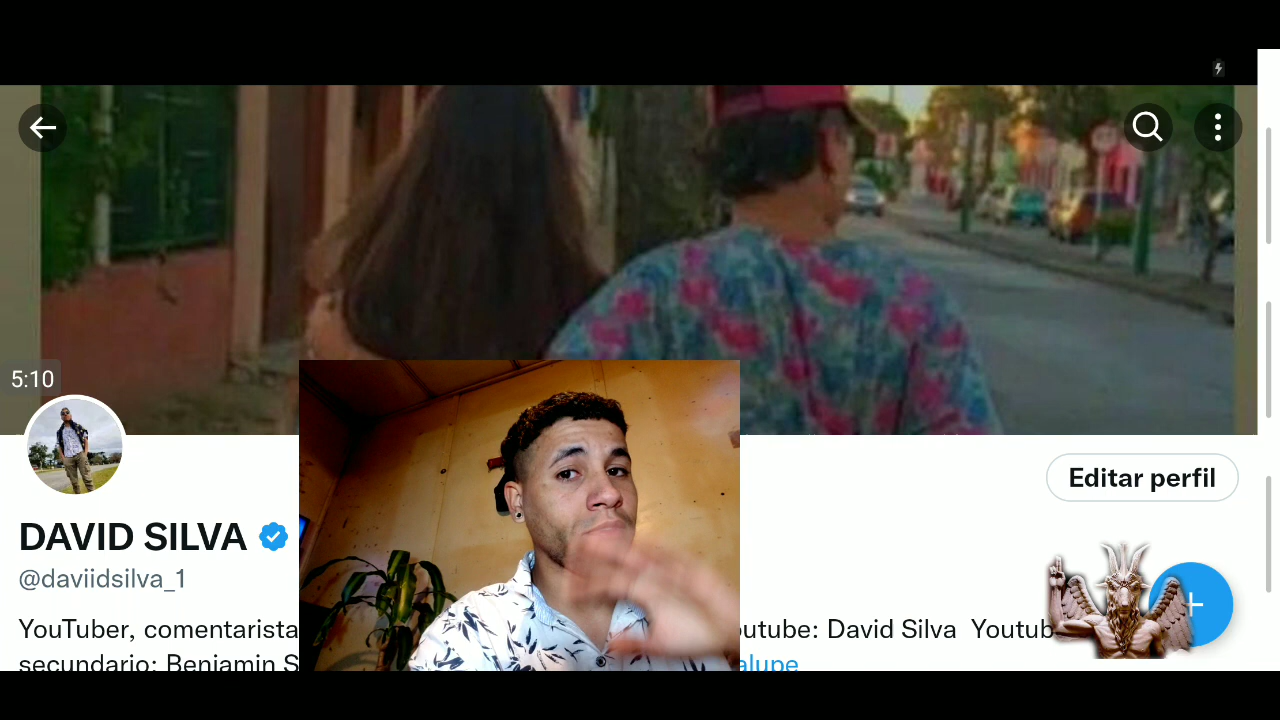 5:10
Editar perfil
DAVID SILVA
@daviidsilva_1
YouTuber, comentarista outube: David Silva Youtub
secundario: Benjamin S alupe